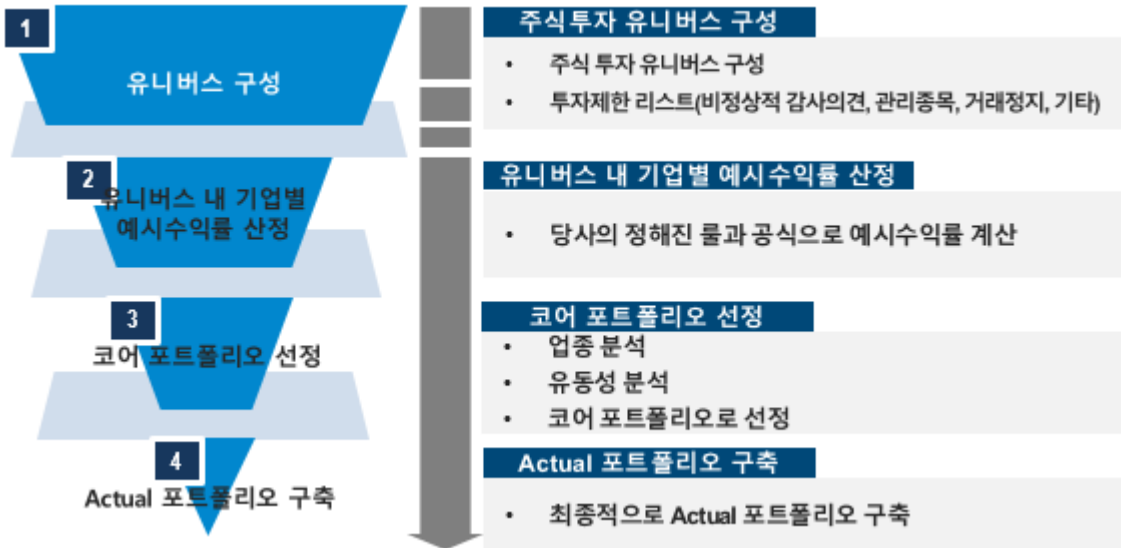 1
유니버스 구성
2
유니버스 내 기업별
예시수익률 산정
3
코어 포트폴리오 선정
4
Actual 포트폴리오 구축
주식투자 유니버스 구성
• 주식 투자 유니버스 구성
• 투자제한 리스트(비정상적 감사의견, 관리종목, 거래정지, 기타)
유니버스 내 기업별 예시수익률 산정
• 당사의 정해진 룰과 공식으로 예시수익률 계산
코어 포트폴리오 선정
• 업종 분석
• 유동성 분석
• 코어 포트폴리오로 선정
Actual 포트폴리오 구축
• 최종적으로 Actual 포트폴리오 구축